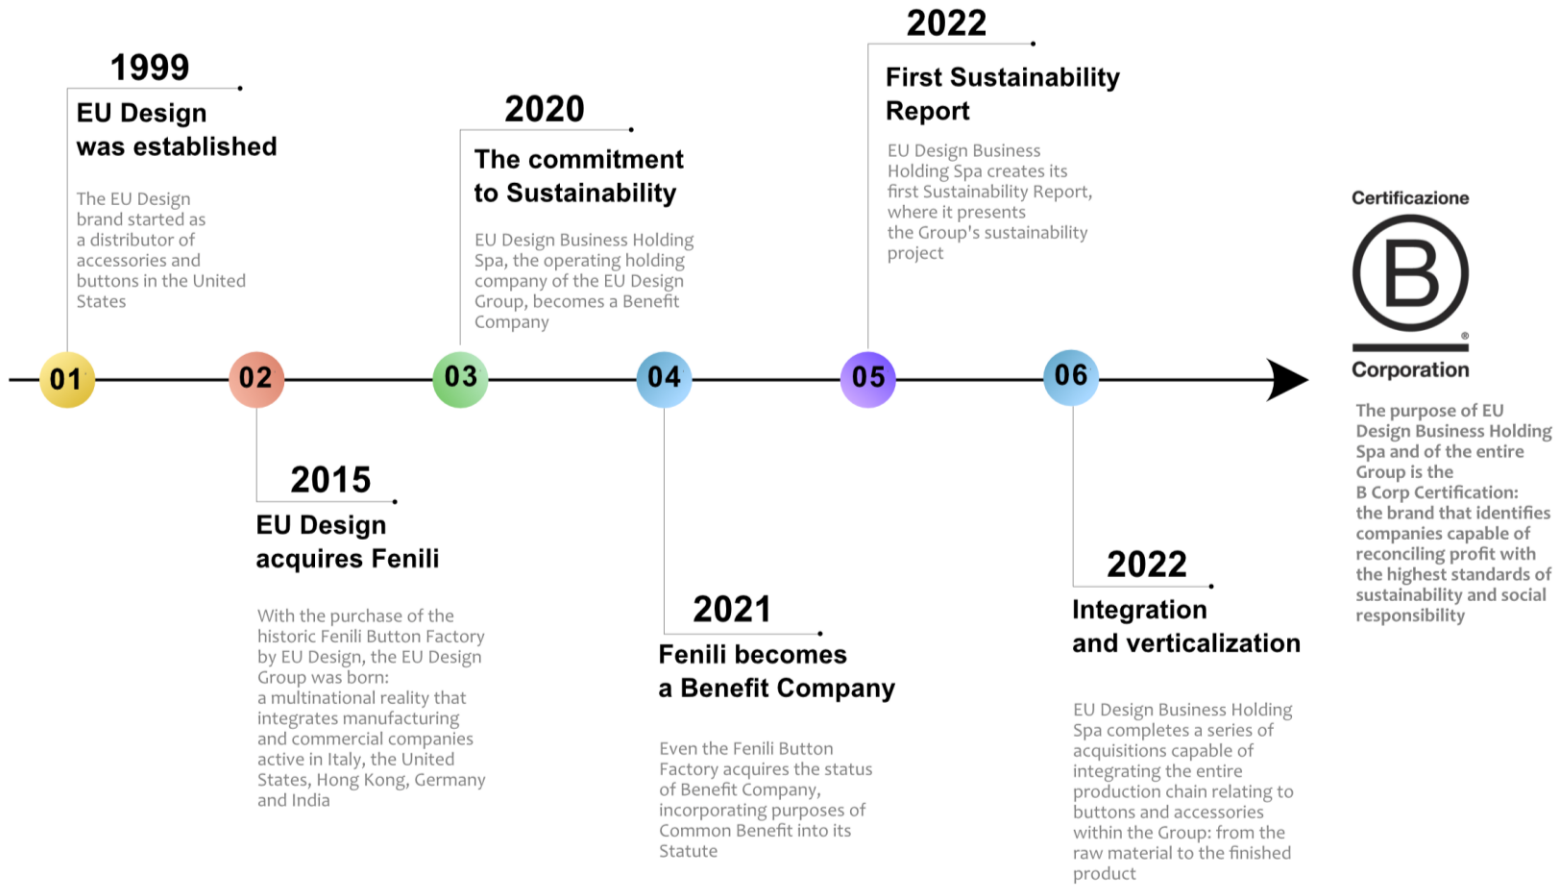 1999
EU Design
was established
The EU Design
brand started as
a distributor of
accessories and
buttons in the United
States
01
02
2015
EU Design
acquires Fenili
With the purchase of the
historic Fenili Button Factory
by EU Design, the EU Design
Group was born:
a multinational reality that
integrates manufacturing
and commercial companies
active in Italy, the United
States, Hong Kong, Germany
and India
2020
The commitment
to Sustainability
EU Design Business Holding
Spa, the operating holding
company of the EU Design
Group, becomes a Benefit
Company
03
04
2021
Fenili becomes
a Benefit Company
Even the Fenili Button
Factory acquires the status
of Benefit Company,
incorporating purposes of
Common Benefit into its
Statute
2022
First Sustainability
Report
EU Design Business
Holding Spa creates its
first Sustainability Report,
where it presents
the Group's sustainability
project
05
06
2022
Integration
and verticalization
EU Design Business Holding
Spa completes a series of
acquisitions capable of
integrating the entire
production chain relating to
buttons and accessories
within the Group: from the
raw material to the finished
product
Certificazione
B
®
Corporation
The purpose of EU
Design Business Holding
Spa and of the entire
Group is the
B Corp Certification:
the brand that identifies
companies capable of
reconciling profit with
the highest standards of
sustainability and social
responsibility